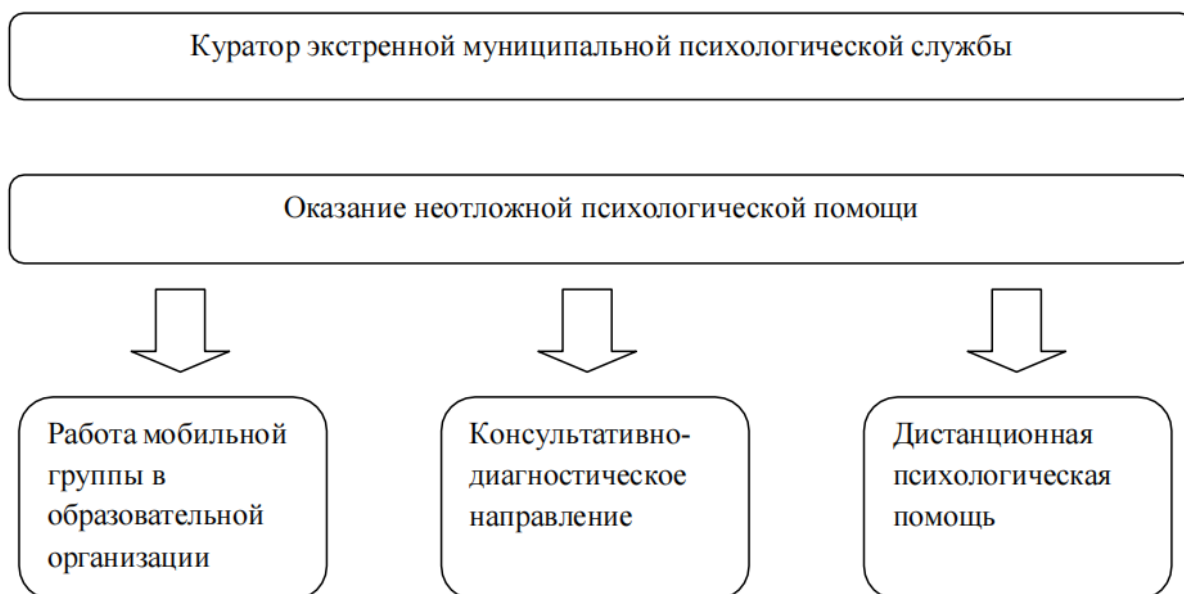 Куратор экстренной муниципальной психологической службы
Оказание неотложной психологической помощи
Работа мобильной
группы в
образовательной
организации
Консультативно-
диагностическое
направление
Дистанционная
психологическая
помощь